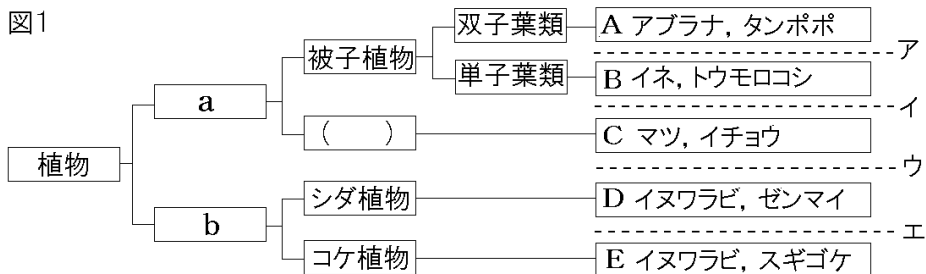 図1
双子葉類
A アブラナ, タンポポ
ア
被子植物
単子葉類
B イネ, トウモロコシ
a
イ
(　　)
C マツ, イチョウ
植物
ウ
シダ植物
D イヌワラビ, ゼンマイ
b
エ
コケ植物
E イヌワラビ, スギゴケ